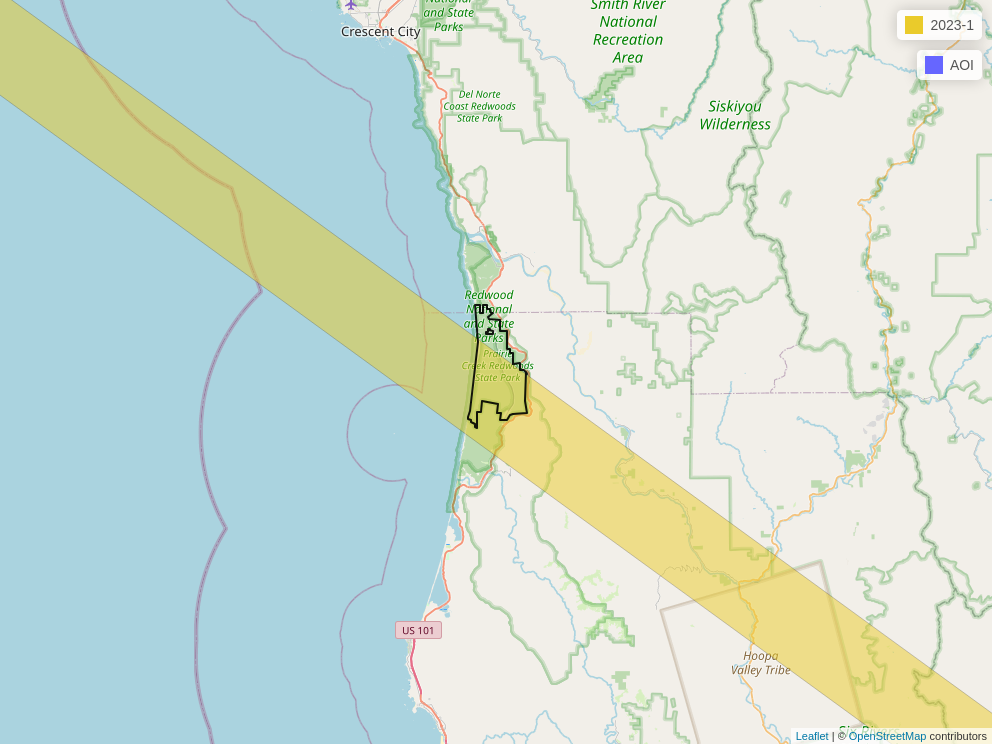 National
and State
Parks
Crescent City
Smith River
National
Recreation
Area
2023-1
AOI
Del Norte
Coast Redwoods
State Park
Siskiyou
Wilderness
Redwood
National
and State
Parks
Prairie
Creek Redwoods
State Park
US 101
Hoopa
Valley Tribe
Leaflet | © OpenStreetMap contributors